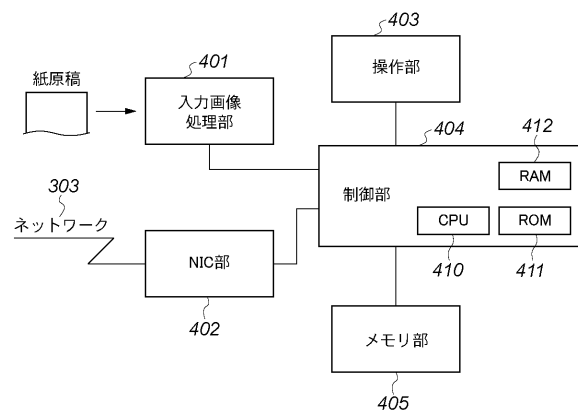 403
401
操作部
紙原稿
入力画像
処理部
404
412
RAM
制御部
303
ネットワーク
CPU
ROM
NIC部
410
411
402
メモリ部
405